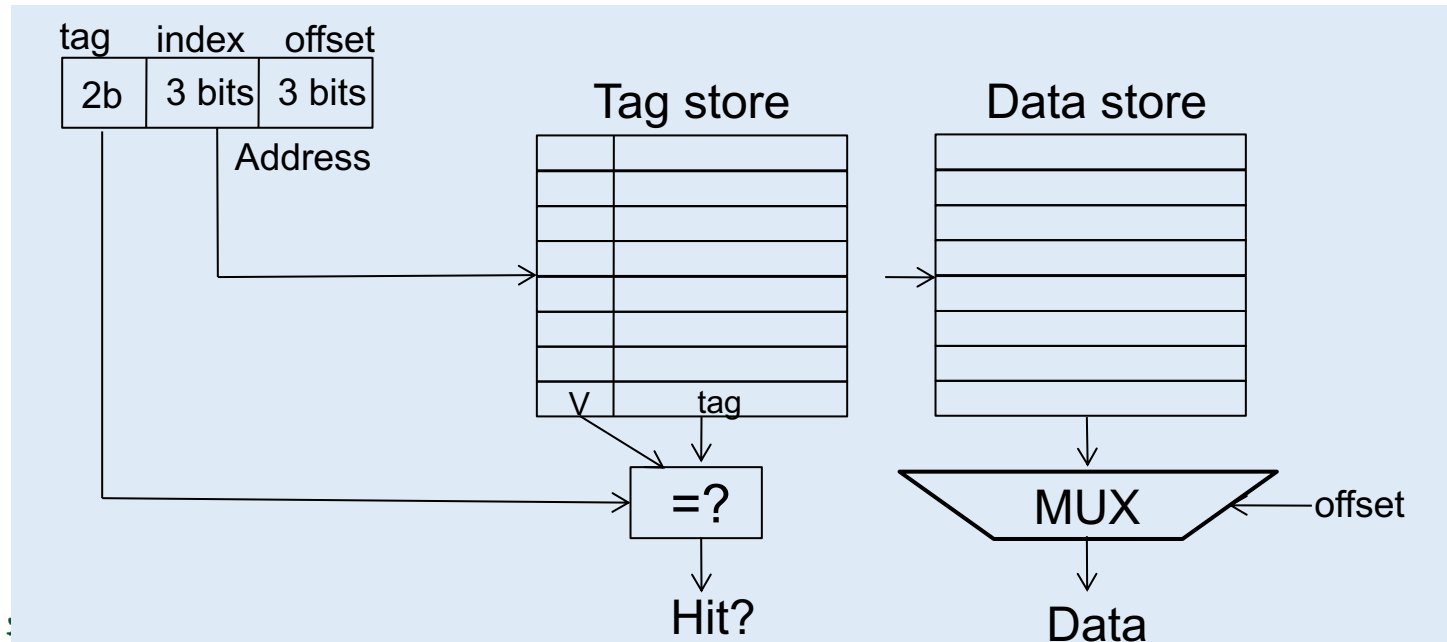 tag index offset
2b 3 bits 3 bits
Address
Tag store
Data store
V tag
=?
MUX
offset
Hit?
Data